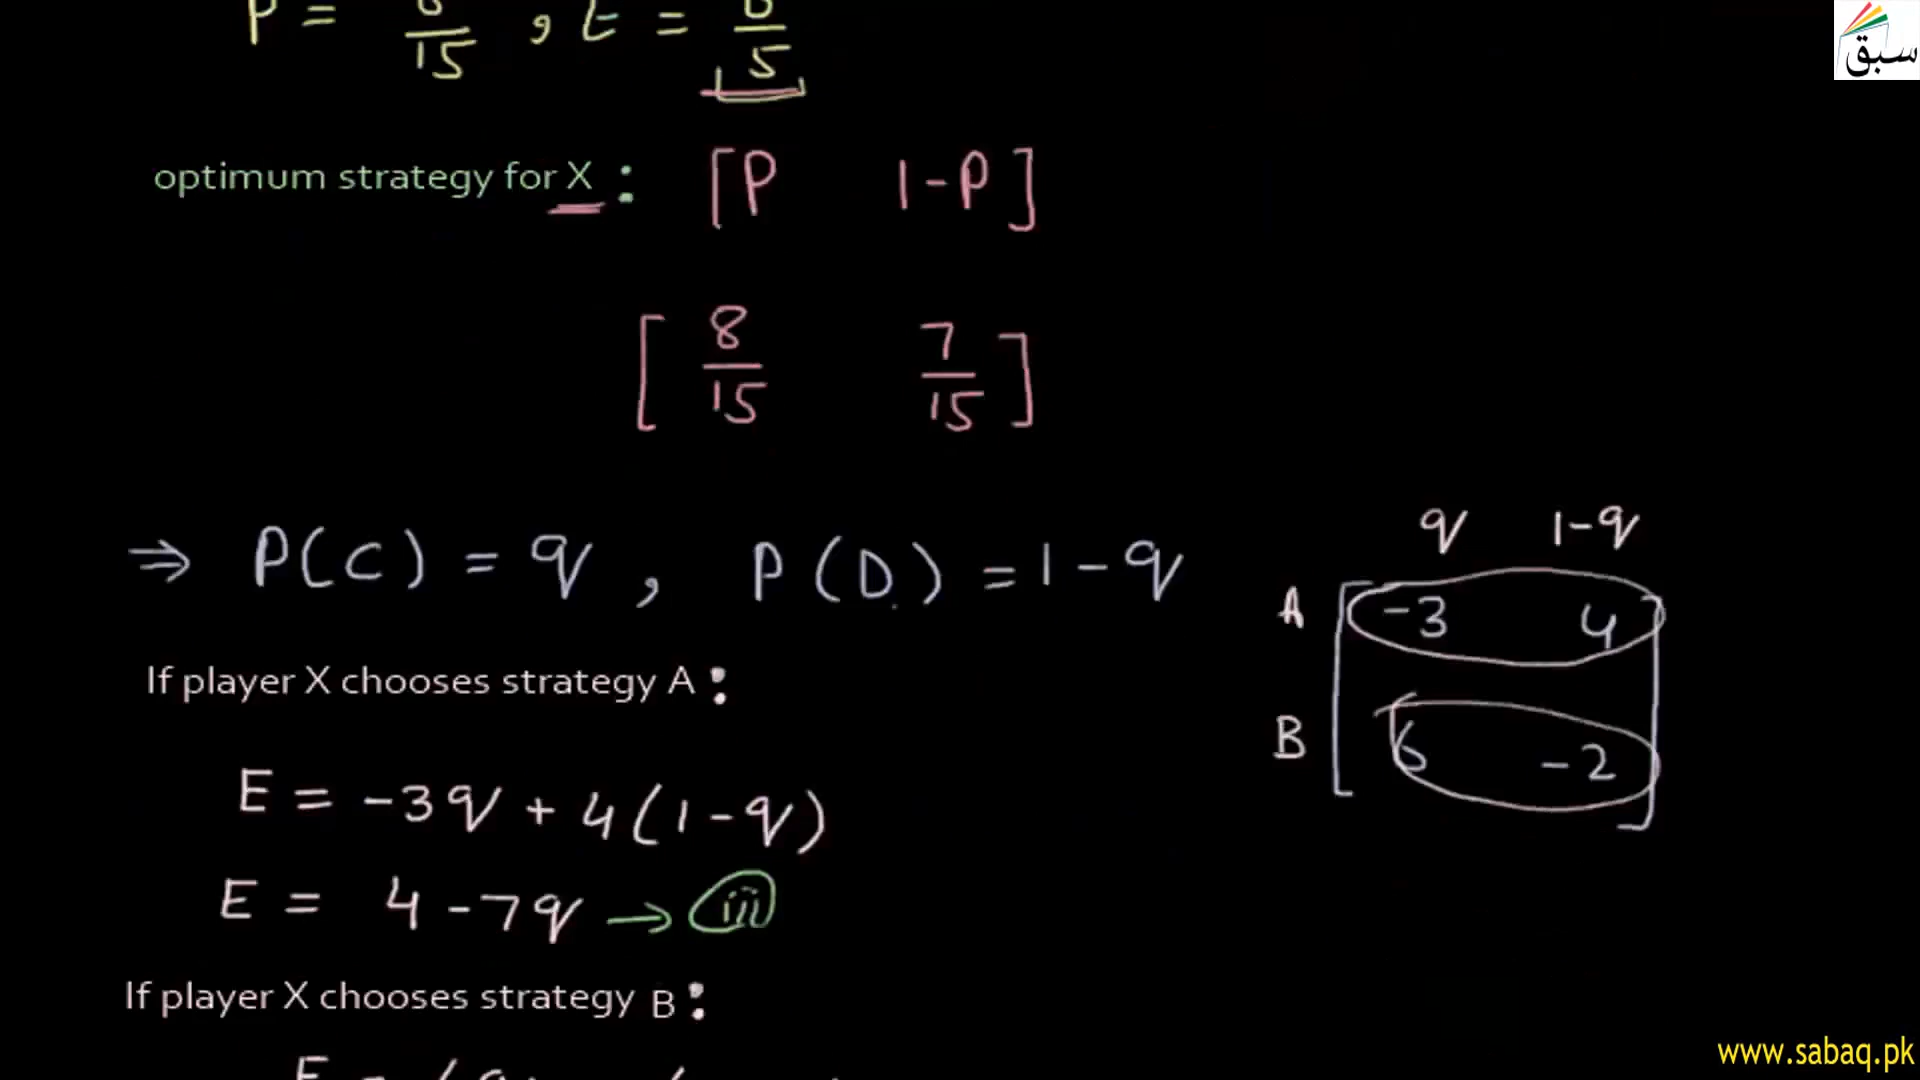 P = 8/15 , E = 6/5
سبق
optimum strategy for X : [P 1-P]
[8/15 7/15]
⇒ P(C) = q , P(D) = 1-q
q 1-q
A [-3 4
B 6 -2]
If player X chooses strategy A :
E = -3q + 4(1-q)
E = 4 - 7q → iii
If player X chooses strategy B :
www.sabaq.pk